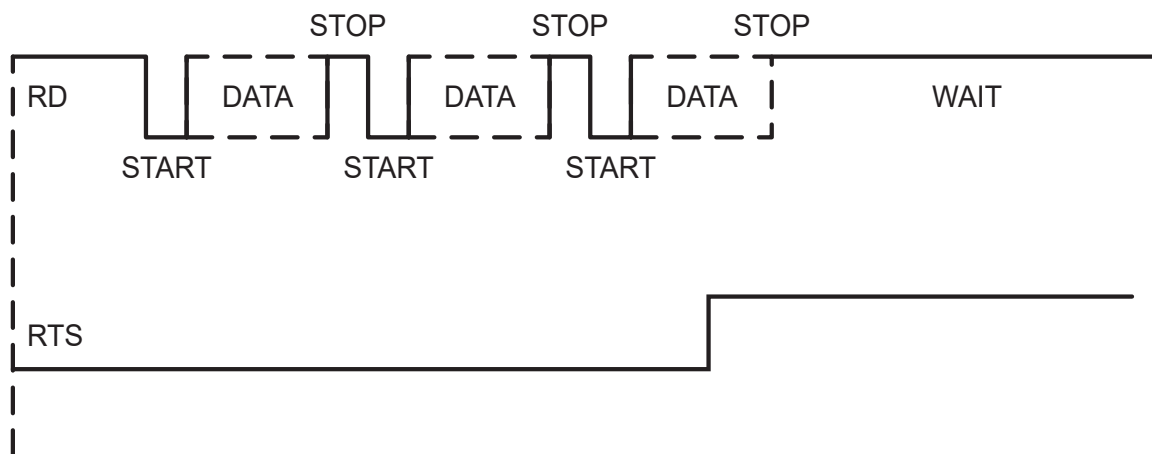 STOP STOP STOP
RD DATA DATA DATA WAIT
START START START
RTS